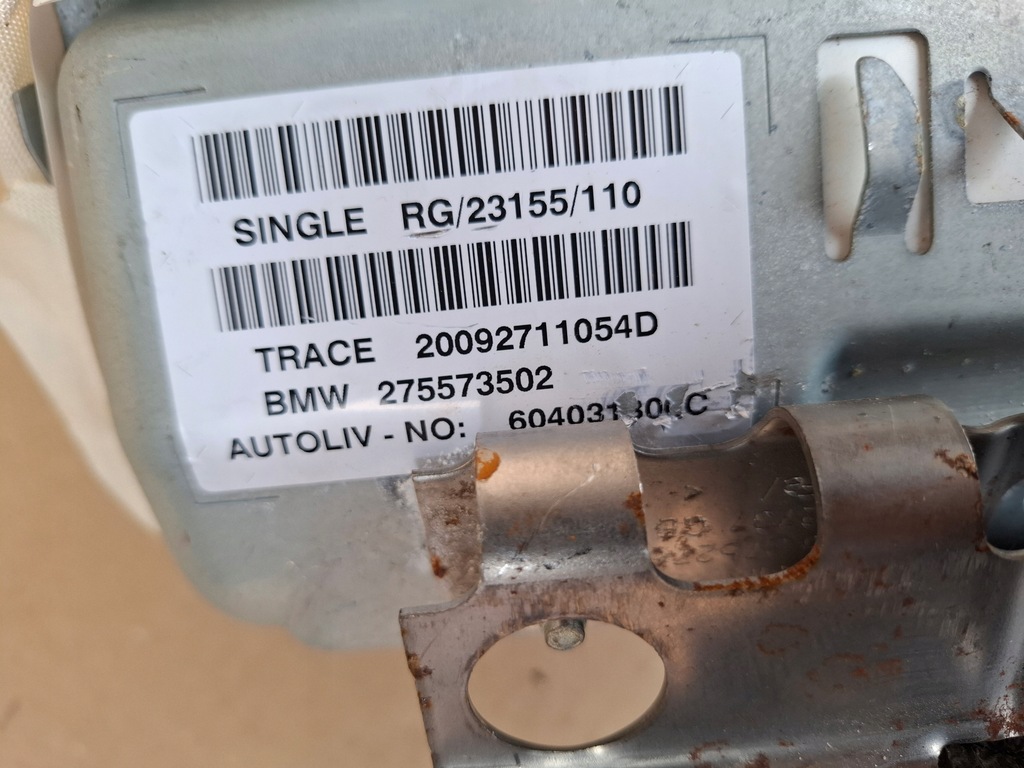 SINGLE RG/23155/110
TRACE 20092711054D
BMW 275573502
AUTOLIV - NO: